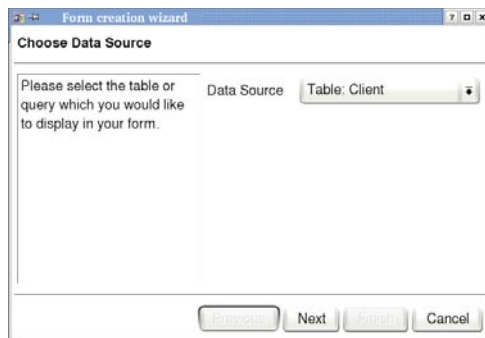 Form creation wizard
Choose Data Source
Please select the table or
query which you would like
to display in your form.
Data Source
Table: Client
Previous
Next
Finish
Cancel